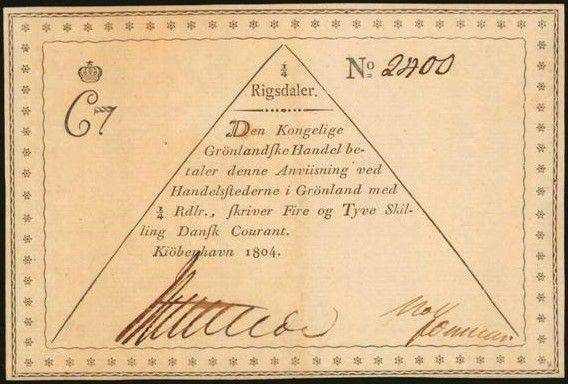 1/4
Rigsdaler.
No 2400
C7
Den Kongelige
Grönlandſke Handel be-
taler denne Anviisning ved
Handelsſtederne i Grönland med
1/4 Rdlr., ſkriver Fire og Tyve Skil-
ling Danſk Courant.
Kiöbenhavn 1804.